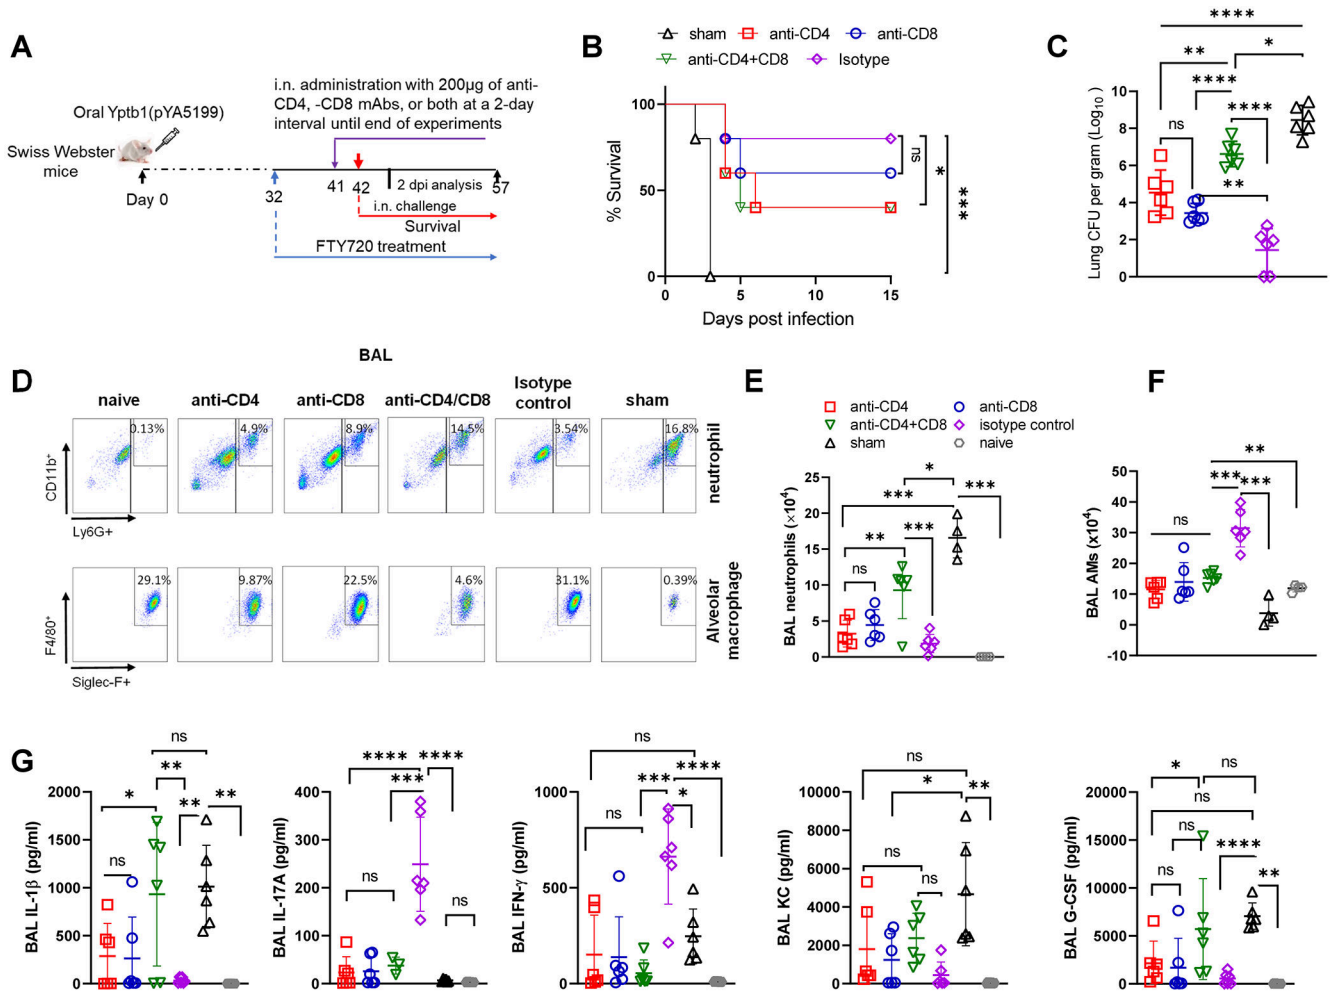 A
Oral Yptb1(pYA5199)
Swiss Webster
mice
Day 0
i.n. administration with 200µg of anti-
CD4, -CD8 mAbs, or both at a 2-day
interval until end of experiments
32
41
42
2 dpi analysis
57
i.n. challenge
Survival
FTY720 treatment
B
sham
anti-CD4
anti-CD8
anti-CD4+CD8
Isotype
% Survival
100
50
0
0
5
10
15
Days post infection
ns
*
***
C
Lung CFU per gram (Log10)
10
8
6
4
2
0
****
**
*
****
****
ns
**
D
BAL
naive
anti-CD4
anti-CD8
anti-CD4/CD8
Isotype
control
sham
0.13%
4.9%
8.9%
14.5%
3.54%
16.8%
CD11b+
Ly6G+
neutrophil
29.1%
9.87%
22.5%
4.6%
31.1%
0.39%
F4/80+
Siglec-F+
Alveolar
macrophage
E
anti-CD4
anti-CD8
anti-CD4+CD8
isotype control
sham
naive
BAL neutrophils (×10⁴)
25
20
15
10
5
0
*
***
***
**
***
ns
F
BAL AMs (x10⁴)
50
40
30
20
10
0
-10
**
***
***
ns
G
BAL IL-1β (pg/ml)
2000
1500
1000
500
0
ns
**
*
**
**
ns
BAL IL-17A (pg/ml)
400
300
200
100
0
****
****
***
ns
ns
BAL IFN-γ (pg/ml)
1000
500
0
ns
****
***
*
ns
BAL KC (pg/ml)
10000
8000
6000
4000
2000
0
ns
*
**
ns
ns
BAL G-CSF (pg/ml)
20000
15000
10000
5000
0
*
ns
ns
ns
****
ns
**